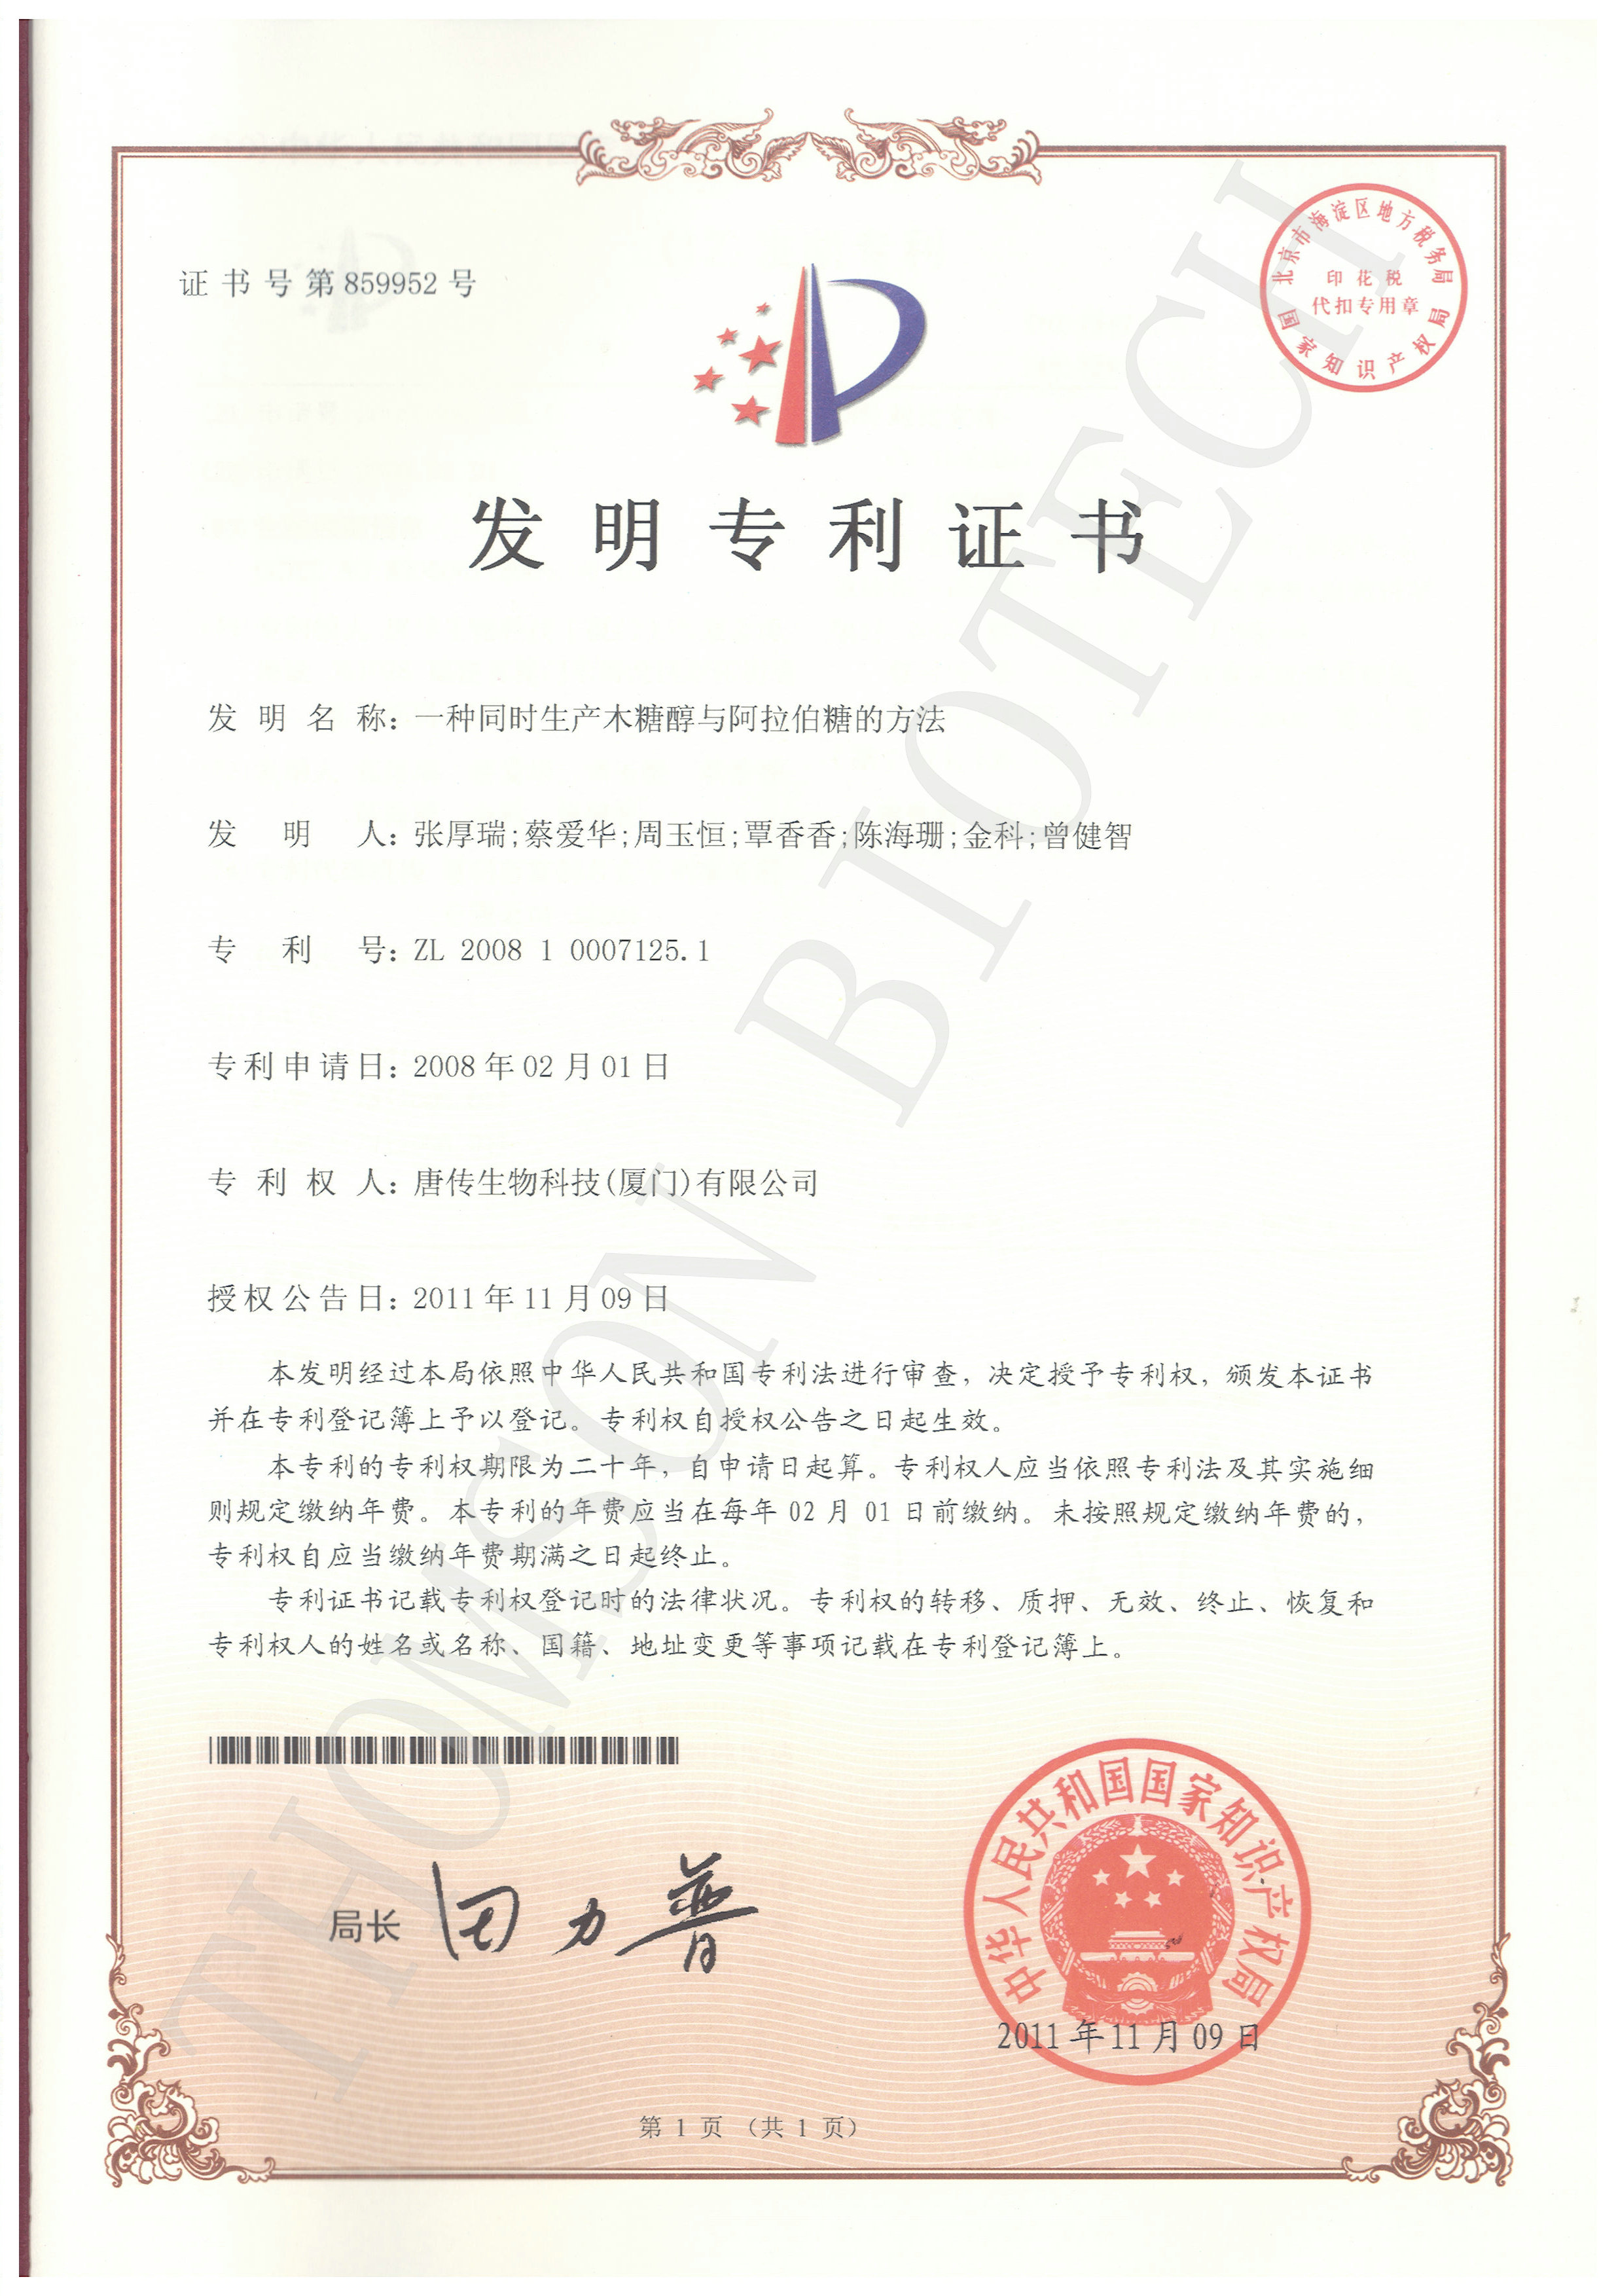 证书号第859952号
北京市海淀区地方税务局
印花税
代扣专用章
国家知识产权局
发明专利证书
发明名称：一种同时生产木糖醇与阿拉伯糖的方法
发明人：张厚瑞;蔡爱华;周玉恒;覃香香;陈海珊;金科;曾健智
专利号：ZL 2008 1 0007125.1
专利申请日：2008年02月01日
专利权人：唐传生物科技(厦门)有限公司
授权公告日：2011年11月09日
本发明经过本局依照中华人民共和国专利法进行审查，决定授予专利权，颁发本证书
并在专利登记簿上予以登记。专利权自授权公告之日起生效。
本专利的专利权期限为二十年，自申请日起算。专利权人应当依照专利法及其实施细
则规定缴纳年费。本专利的年费应当在每年02月01日前缴纳。未按照规定缴纳年费的，
专利权自应当缴纳年费期满之日起终止。
专利证书记载专利权登记时的法律状况。专利权的转移、质押、无效、终止、恢复和
专利权人的姓名或名称、国籍、地址变更等事项记载在专利登记簿上。
局长 田力普
中华人民共和国国家知识产权局
2011年11月09日
第1页（共1页）
THOMSON BIOTECH